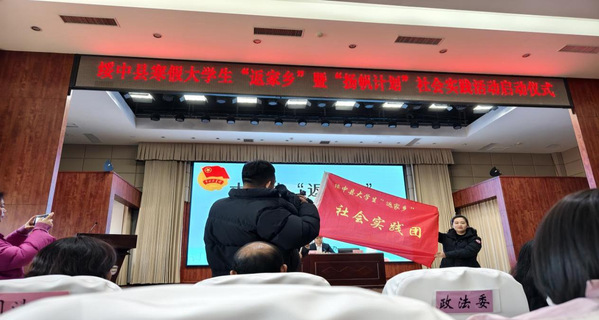 绥中县寒假大学生“返家乡”暨“扬帆计划”社会实践活动启动仪式
“返
绥中县大学生“返家乡”
社会实践团
政法委